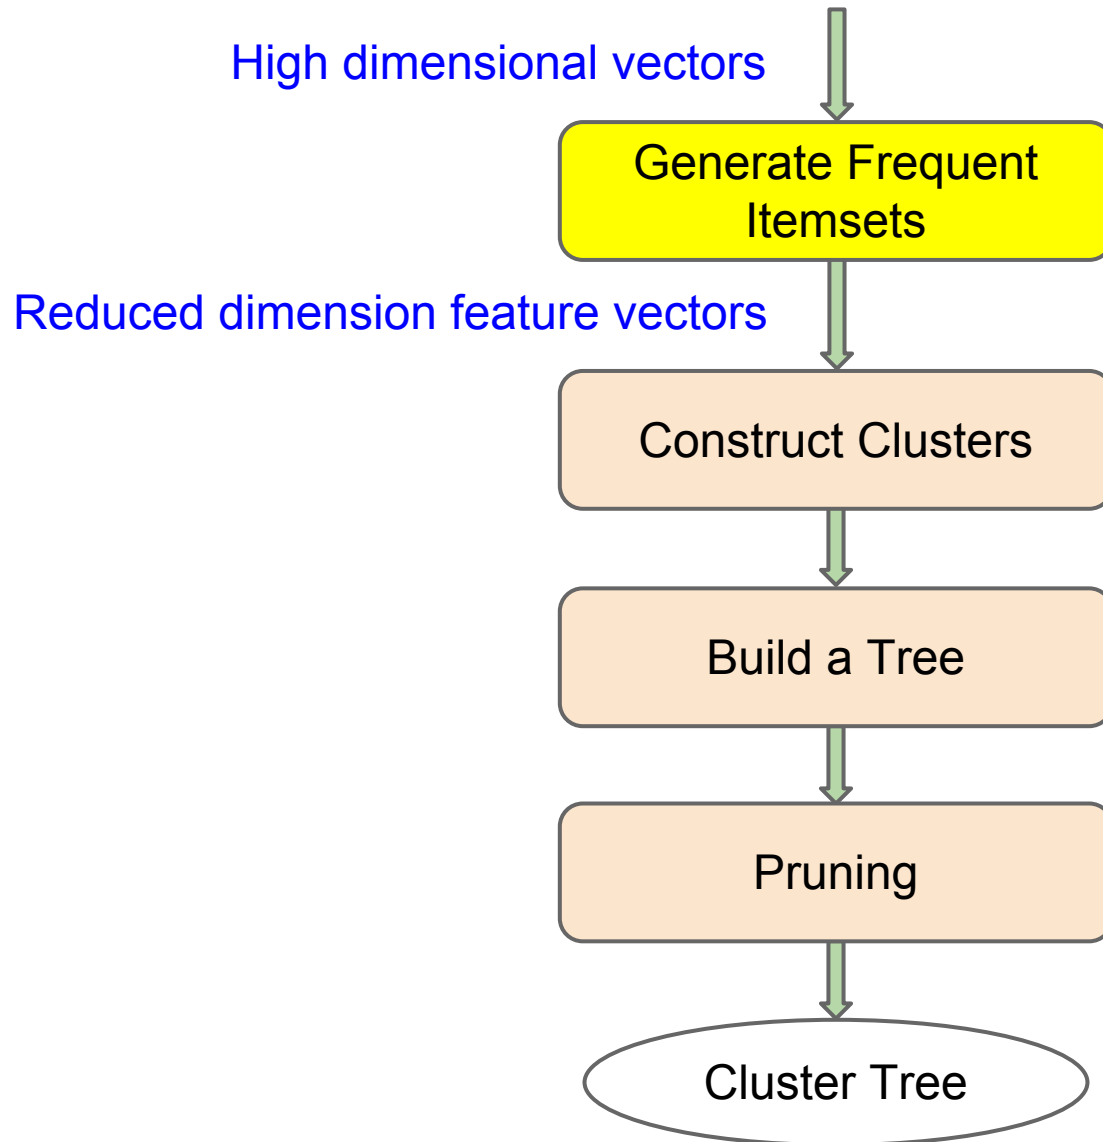 High dimensional vectors
Generate Frequent
Itemsets
Reduced dimension feature vectors
Construct Clusters
Build a Tree
Pruning
Cluster Tree